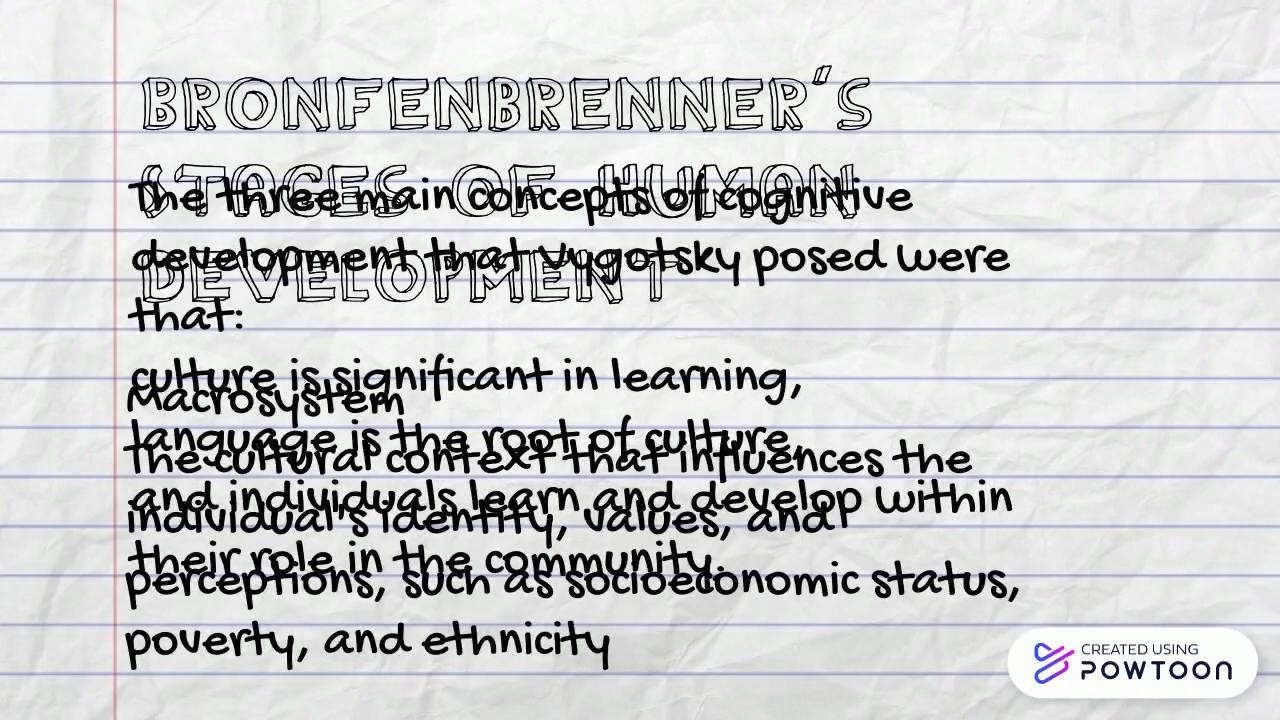 BRONFENBRENNER'S
STAGES OF HUMAN
DEVELOPMENT
The three main concepts of cognitive
development that Vygotsky posed were
that:
culture is significant in learning,
language is the root of culture,
and individuals learn and develop within
their role in the community.
Macrosystem
the cultural context that influences the
individual's identity, values, and
perceptions, such as socioeconomic status,
poverty, and ethnicity
CREATED USING
POWTOON